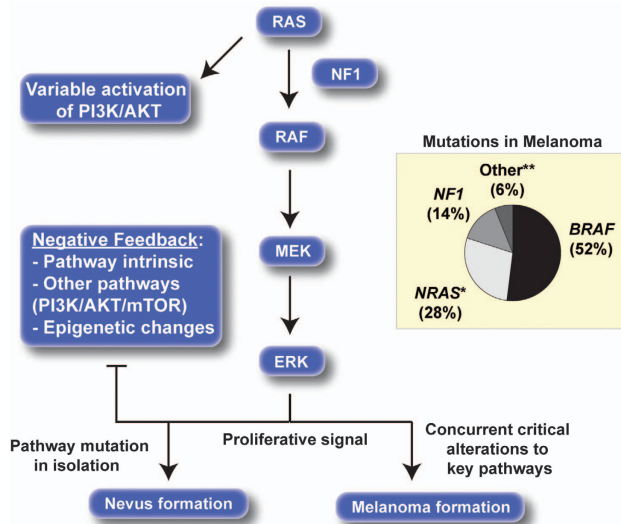 RAS
NF1
Variable activation
of PI3K/AKT
RAF
Mutations in Melanoma
Other**
(6%)
NF1
(14%)
BRAF
(52%)
NRAS*
(28%)
Negative Feedback:
- Pathway intrinsic
- Other pathways
(PI3K/AKT/mTOR)
- Epigenetic changes
MEK
ERK
Pathway mutation
in isolation
Proliferative signal
Concurrent critical
alterations to
key pathways
Nevus formation
Melanoma formation